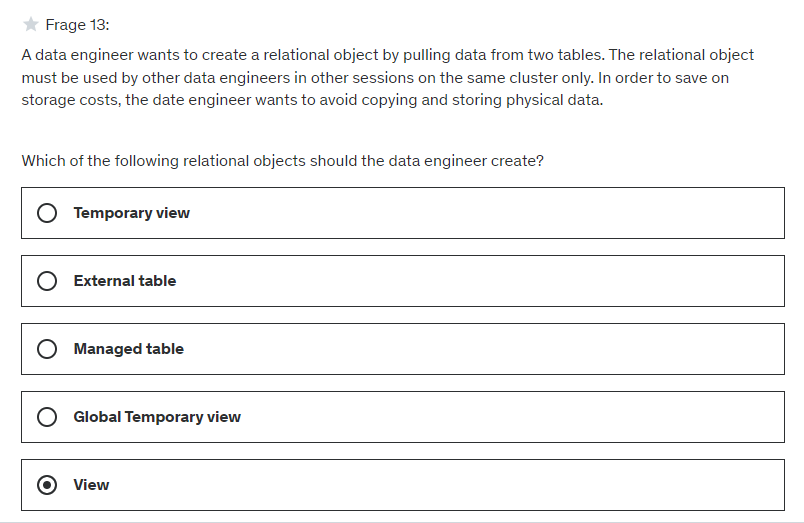 Frage 13:
A data engineer wants to create a relational object by pulling data from two tables. The relational object
must be used by other data engineers in other sessions on the same cluster only. In order to save on
storage costs, the date engineer wants to avoid copying and storing physical data.
Which of the following relational objects should the data engineer create?
Temporary view
External table
Managed table
Global Temporary view
View